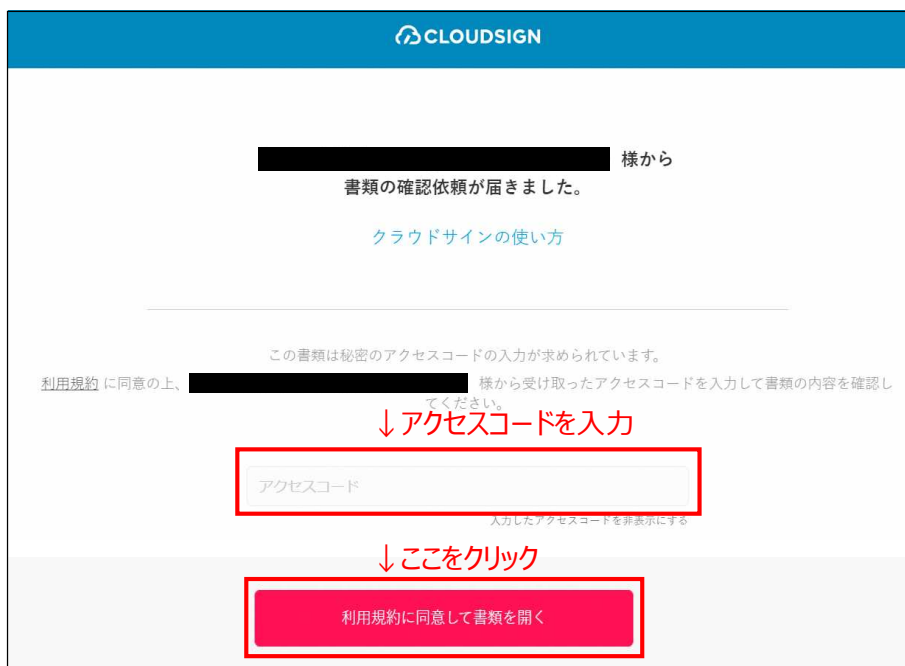 CLOUDSIGN
様から
書類の確認依頼が届きました。
クラウドサインの使い方
この書類は秘密のアクセスコードの入力が求められています。
利用規約 に同意の上、 様から受け取ったアクセスコードを入力して書類の内容を確認し
てください。
↓アクセスコードを入力
アクセスコード
入力したアクセスコードを非表示にする
↓ここをクリック
利用規約に同意して書類を開く